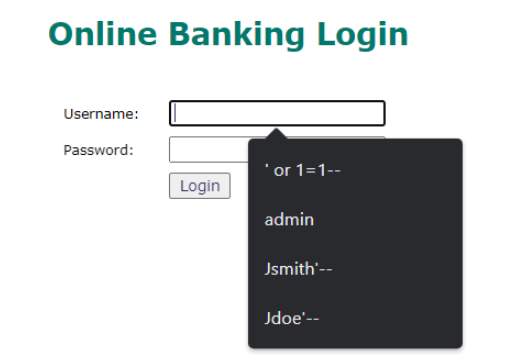 Online Banking Login
Username:
Password:
Login
' or 1=1--
admin
Jsmith'--
Jdoe'--